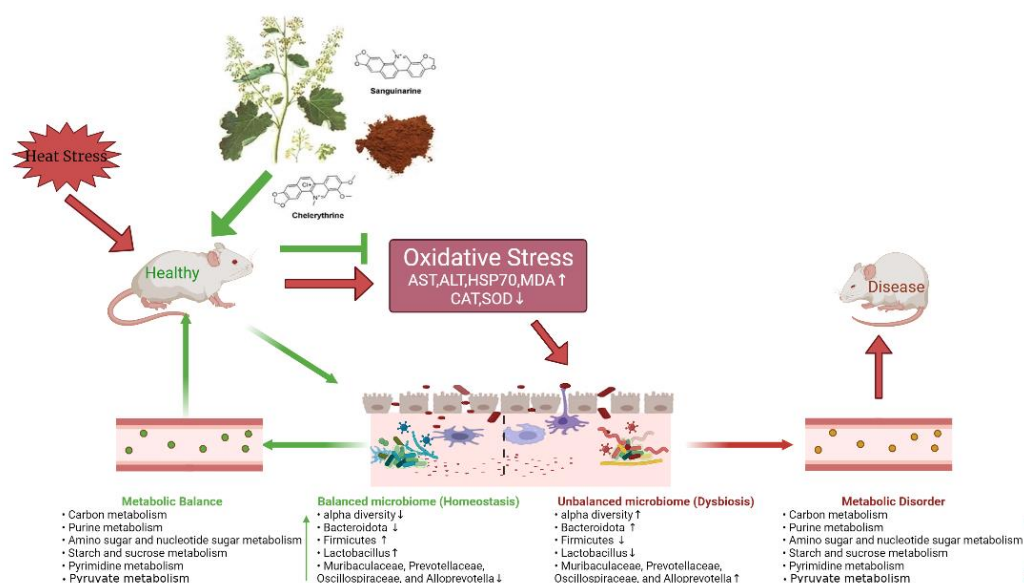 Sanguinarine
Heat Stress
Cl⊝
N⁺
Chelerythrine
Healthy
Oxidative Stress
AST,ALT,HSP70,MDA↑
CAT,SOD↓
Disease
Metabolic Balance
• Carbon metabolism
• Purine metabolism
• Amino sugar and nucleotide sugar metabolism
• Starch and sucrose metabolism
• Pyrimidine metabolism
• Pyruvate metabolism
Balanced microbiome (Homeostasis)
• alpha diversity↓
• Bacteroidota ↓
• Firmicutes ↑
• Lactobacillus↑
• Muribaculaceae, Prevotellaceae,
Oscillospiraceae, and Alloprevotella↓
Unbalanced microbiome (Dysbiosis)
• alpha diversity↑
• Bacteroidota ↑
• Firmicutes ↓
• Lactobacillus↓
• Muribaculaceae, Prevotellaceae,
Oscillospiraceae, and Alloprevotella↑
Metabolic Disorder
• Carbon metabolism
• Purine metabolism
• Amino sugar and nucleotide sugar metabolism
• Starch and sucrose metabolism
• Pyrimidine metabolism
• Pyruvate metabolism